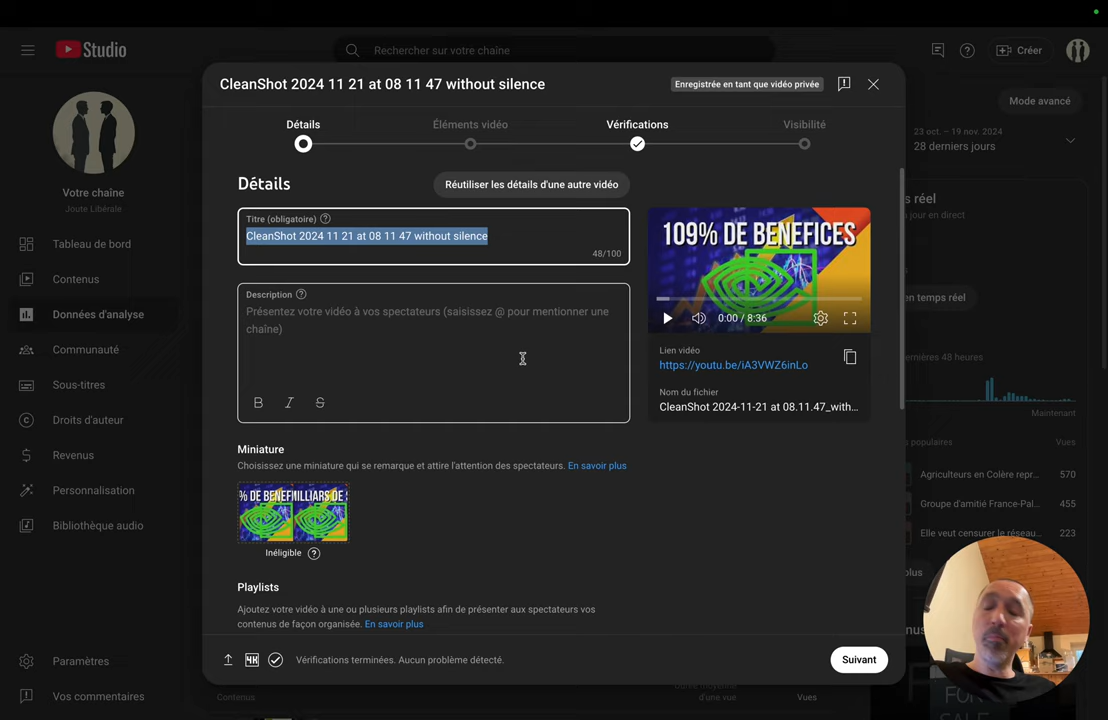 Studio
Rechercher sur votre chaîne
Créer
CleanShot 2024 11 21 at 08 11 47 without silence
Enregistrée en tant que vidéo privée
Mode avancé
Détails
Éléments vidéo
Vérifications
Visibilité
23 oct. – 19 nov. 2024
28 derniers jours
Votre chaîne
Joute Libérale
Détails
Réutiliser les détails d'une autre vidéo
Titre (obligatoire)
CleanShot 2024 11 21 at 08 11 47 without silence
48/100
109% DE BENEFICES
0:00 / 8:36
Description
Présentez votre vidéo à vos spectateurs (saisissez @ pour mentionner une
chaîne)
Lien vidéo
https://youtu.be/iA3VWZ6inLo
Nom du fichier
CleanShot 2024-11-21 at 08.11.47_with…
Tableau de bord
Contenus
Données d'analyse
Communauté
Sous-titres
Droits d'auteur
Revenus
Personnalisation
Bibliothèque audio
Paramètres
Vos commentaires
réel
jour en direct
en temps réel
48 heures
Maintenant
populaires
Vues
Agriculteurs en Colère repr…
570
Groupe d'amitié France-Pal…
455
Elle veut censurer le réseau…
223
plus
Miniature
Choisissez une miniature qui se remarque et attire l'attention des spectateurs. En savoir plus
% DE BENEF
MILLIARS DE
Inéligible
Playlists
Ajoutez votre vidéo à une ou plusieurs playlists afin de présenter aux spectateurs vos
contenus de façon organisée. En savoir plus
4K
Vérifications terminées. Aucun problème détecté.
Suivant
Contenus
d'une vue
Vues
FOR
SALE